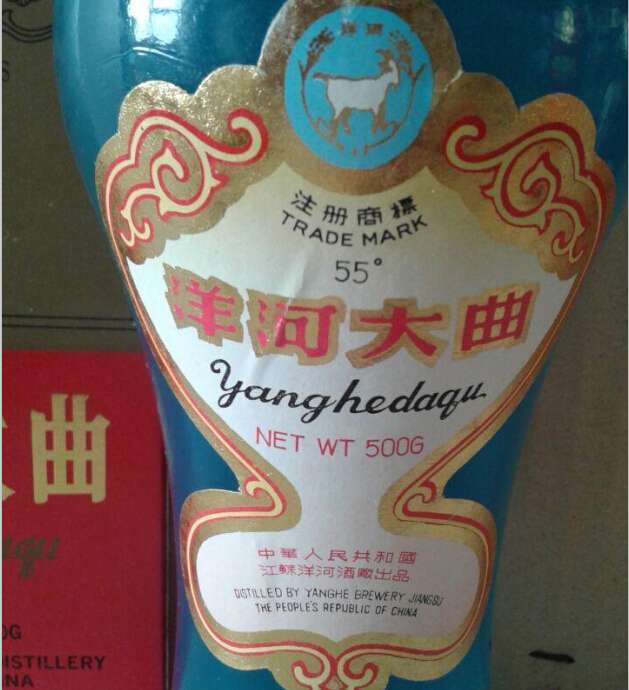 注册商標
TRADE MARK
55°
洋河大曲
Yanghedaqu
NET WT 500G
中華人民共和國
江蘇洋河酒廠出品
DISTILLED BY YANGHE BREWERY JIANGSU
THE PEOPLE'S REPUBLIC OF CHINA
曲
G
ISTILLERY
NA